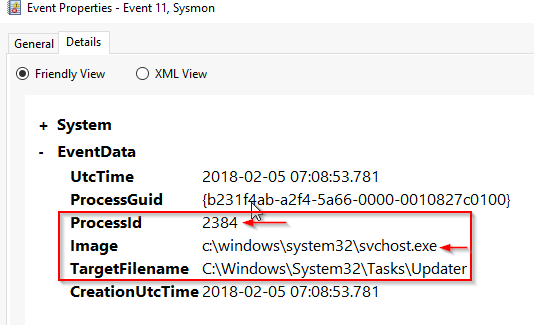 Event Properties - Event 11, Sysmon
General Details
Friendly View XML View
+ System
- EventData
UtcTime 2018-02-05 07:08:53.781
ProcessGuid {b231f4ab-a2f4-5a66-0000-0010827c0100}
ProcessId 2384
Image c:\windows\system32\svchost.exe
TargetFilename C:\Windows\System32\Tasks\Updater
CreationUtcTime 2018-02-05 07:08:53.781